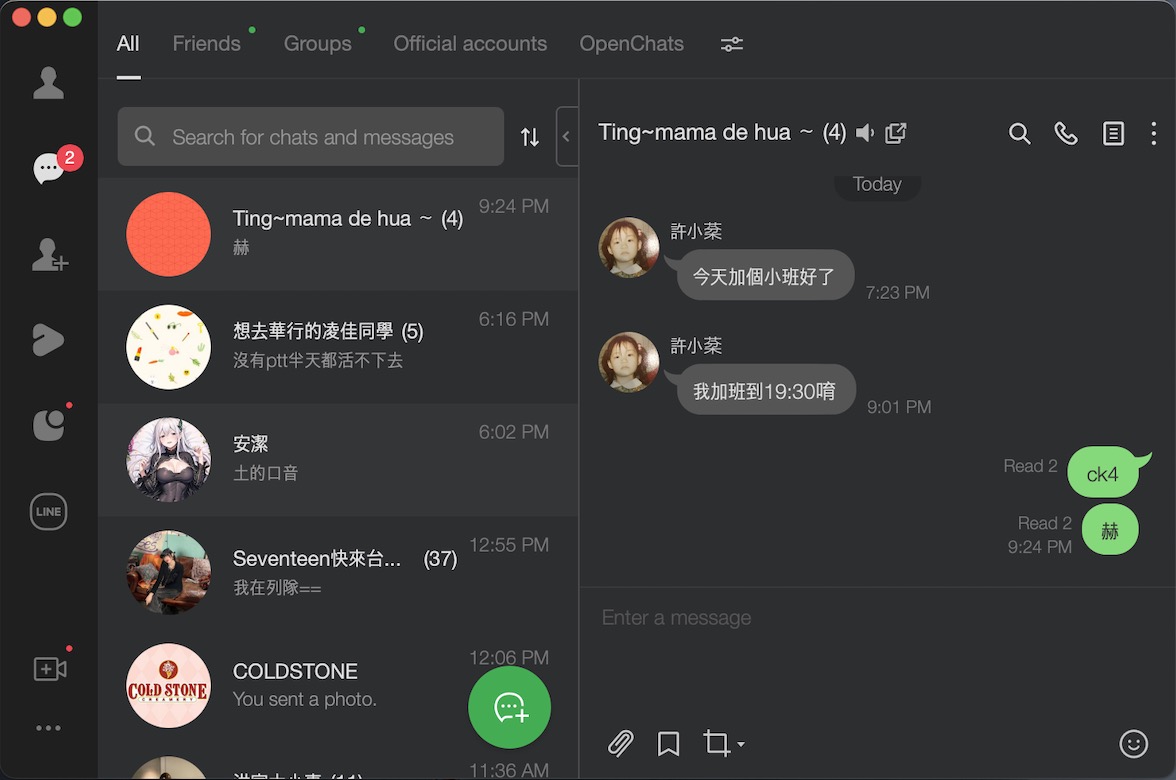 All
Friends
Groups
Official accounts
OpenChats
2
LINE
Search for chats and messages
Ting~mama de hua ~ (4)
9:24 PM
赫
想去華行的凌佳同學 (5)
6:16 PM
沒有ptt半天都活不下去
安潔
6:02 PM
土的口音
Seventeen快來台... (37)
12:55 PM
我在列隊==
COLDSTONE
12:06 PM
You sent a photo.
COLD STONE
CREAMERY
11:36 AM
Ting~mama de hua ~ (4)
Today
許小棻
今天加個小班好了
7:23 PM
許小棻
我加班到19:30唷
9:01 PM
Read 2
ck4
Read 2
9:24 PM
赫
Enter a message